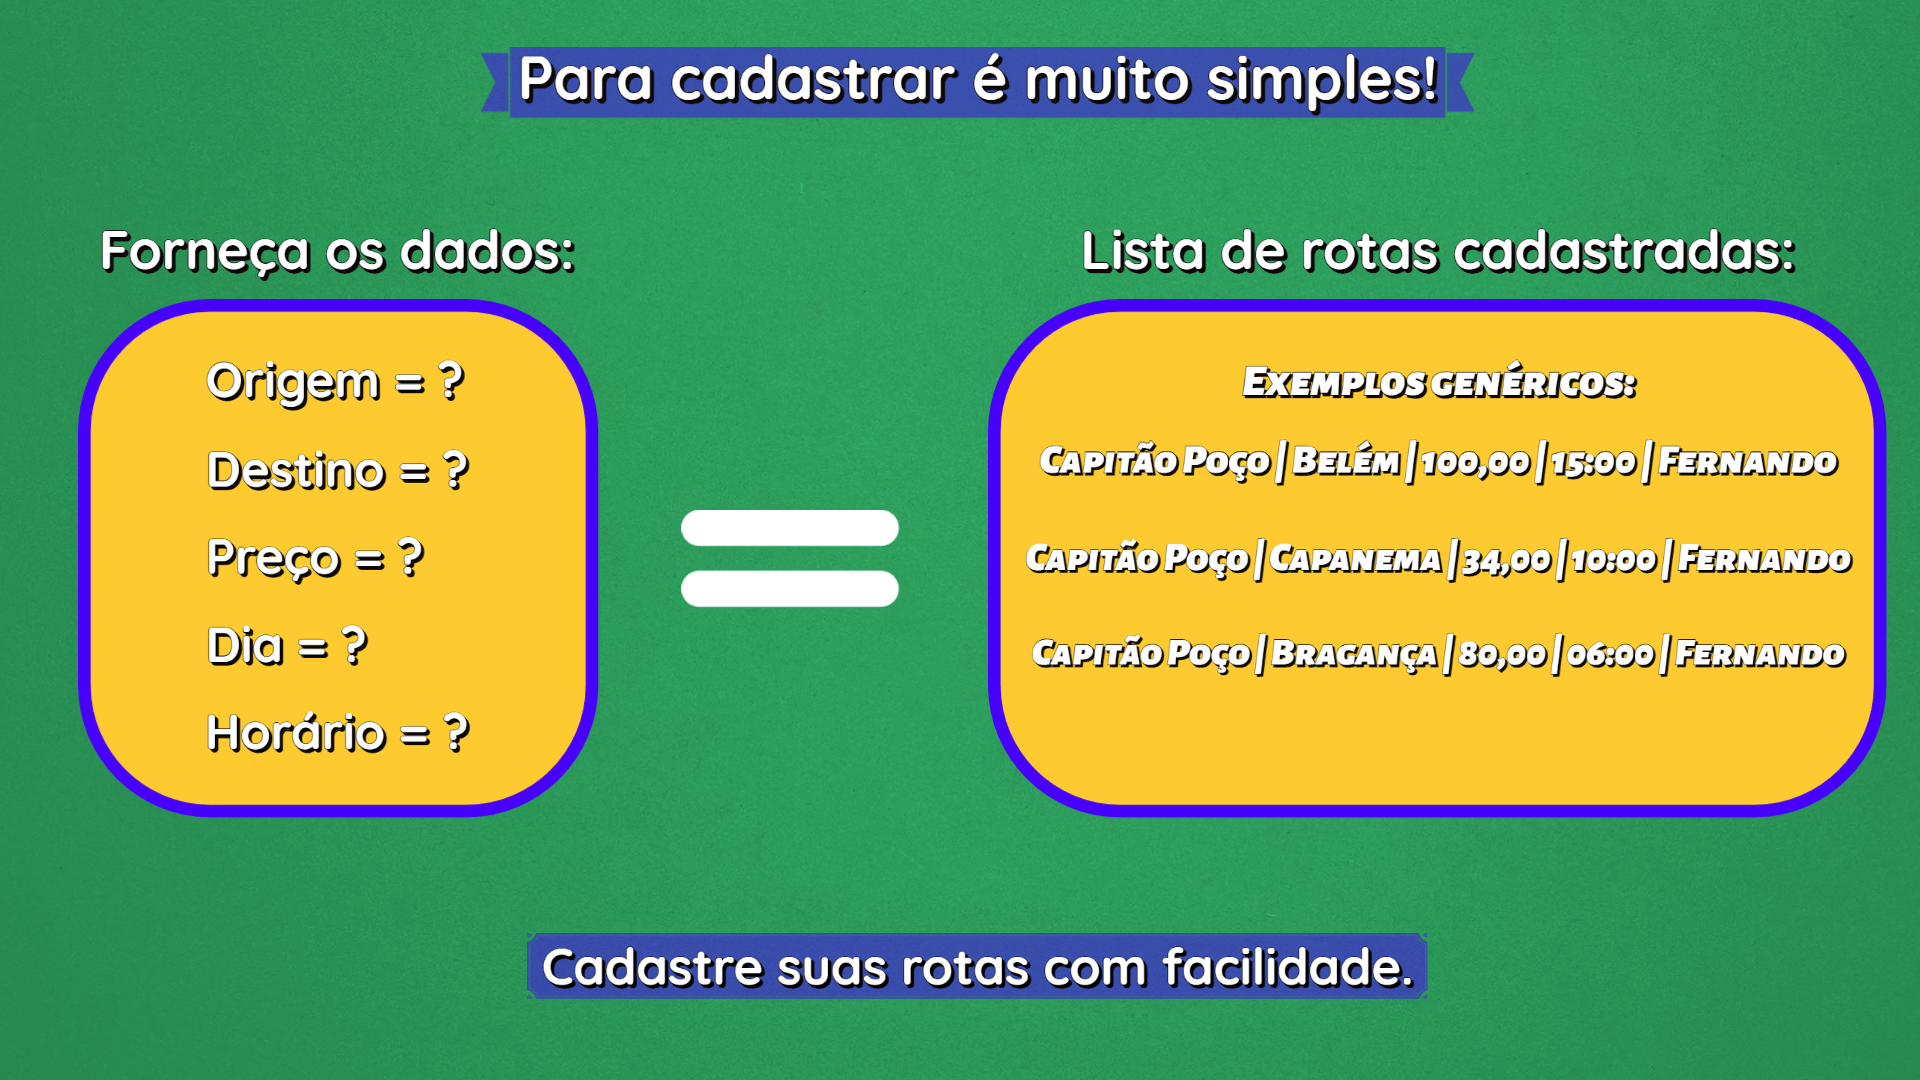 Para cadastrar é muito simples!
Forneça os dados:
Origem = ?
Destino = ?
Preço = ?
Dia = ?
Horário = ?
Lista de rotas cadastradas:
Exemplos genéricos:
Capitão Poço | Belém | 100,00 | 15:00 | Fernando
Capitão Poço | Capanema | 34,00 | 10:00 | Fernando
Capitão Poço | Bragança | 80,00 | 06:00 | Fernando
Cadastre suas rotas com facilidade.